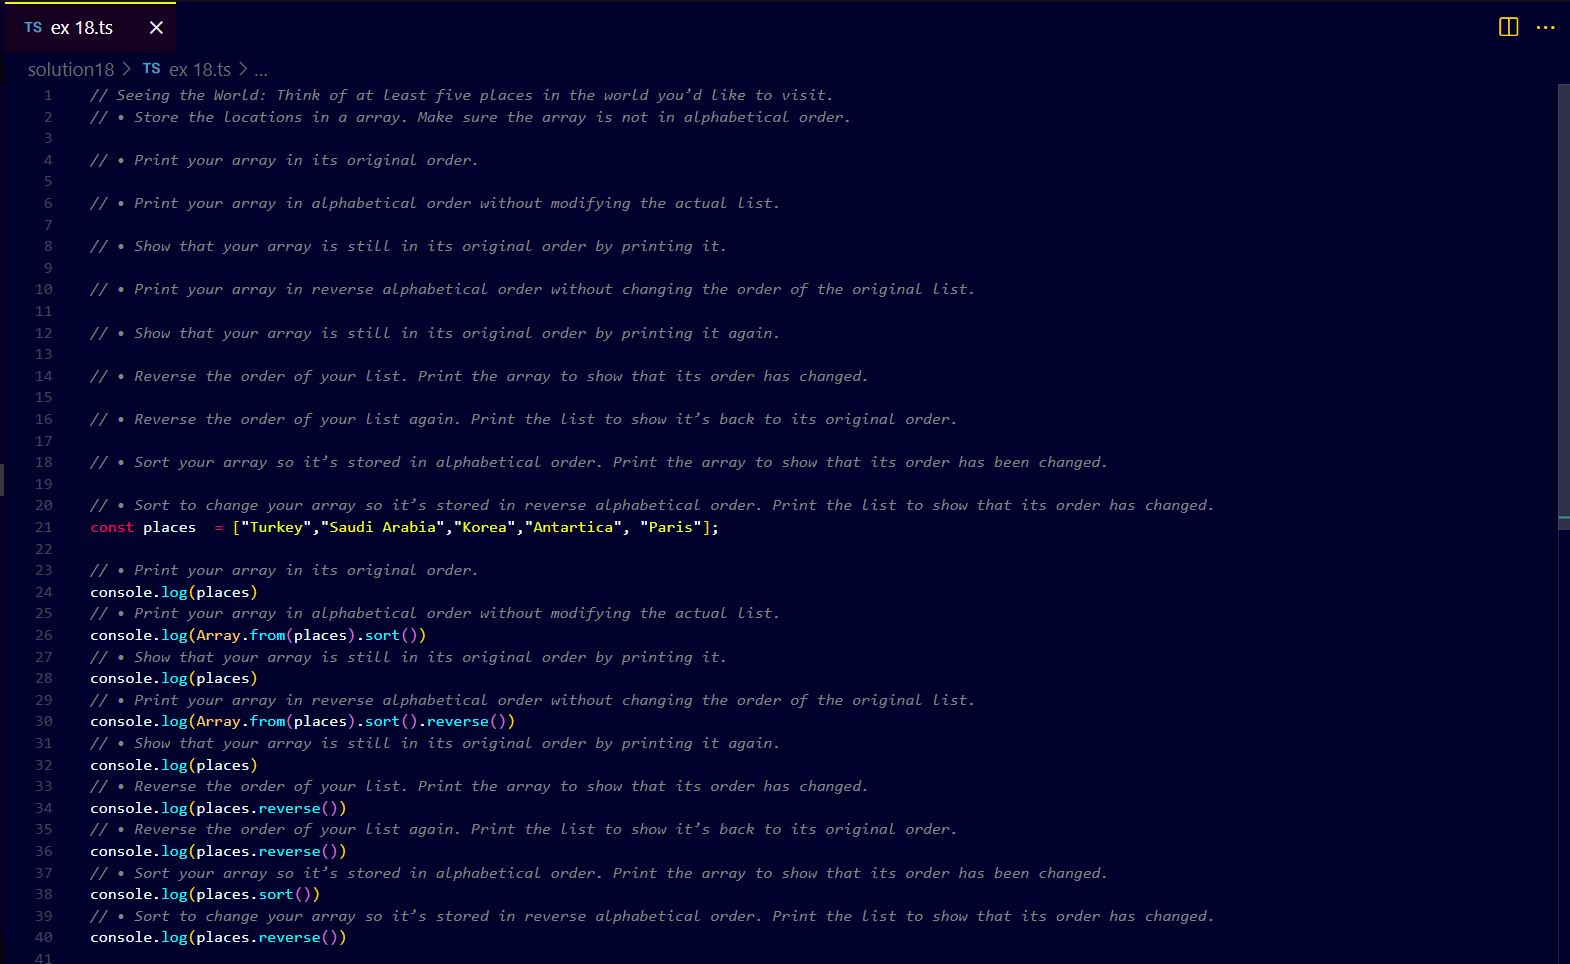 TS ex 18.ts
solution18 > TS ex 18.ts > ...
1 // Seeing the World: Think of at least five places in the world you’d like to visit.
2 // • Store the locations in a array. Make sure the array is not in alphabetical order.
3
4 // • Print your array in its original order.
5
6 // • Print your array in alphabetical order without modifying the actual list.
7
8 // • Show that your array is still in its original order by printing it.
9
10 // • Print your array in reverse alphabetical order without changing the order of the original list.
11
12 // • Show that your array is still in its original order by printing it again.
13
14 // • Reverse the order of your list. Print the array to show that its order has changed.
15
16 // • Reverse the order of your list again. Print the list to show it’s back to its original order.
17
18 // • Sort your array so it’s stored in alphabetical order. Print the array to show that its order has been changed.
19
20 // • Sort to change your array so it’s stored in reverse alphabetical order. Print the list to show that its order has changed.
21 const places  = ["Turkey","Saudi Arabia","Korea","Antartica", "Paris"];
22
23 // • Print your array in its original order.
24 console.log(places)
25 // • Print your array in alphabetical order without modifying the actual list.
26 console.log(Array.from(places).sort())
27 // • Show that your array is still in its original order by printing it.
28 console.log(places)
29 // • Print your array in reverse alphabetical order without changing the order of the original list.
30 console.log(Array.from(places).sort().reverse())
31 // • Show that your array is still in its original order by printing it again.
32 console.log(places)
33 // • Reverse the order of your list. Print the array to show that its order has changed.
34 console.log(places.reverse())
35 // • Reverse the order of your list again. Print the list to show it’s back to its original order.
36 console.log(places.reverse())
37 // • Sort your array so it’s stored in alphabetical order. Print the array to show that its order has been changed.
38 console.log(places.sort())
39 // • Sort to change your array so it’s stored in reverse alphabetical order. Print the list to show that its order has changed.
40 console.log(places.reverse())
41